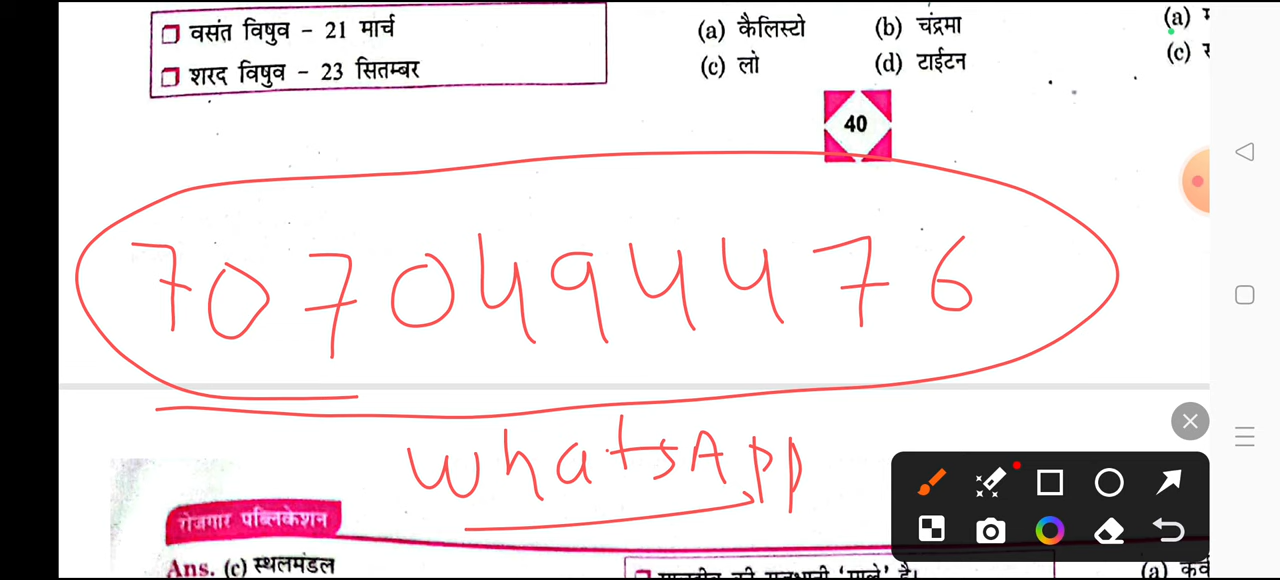 वसंत विषुव - 21 मार्च
शरद विषुव - 23 सितम्बर
(a) कैलिस्टो (b) चंद्रमा
(c) लो (d) टाईटन
(a)
(c)
40
7070494476
whatsApp
रोजगार पब्लिकेशन
Ans. (c) स्थलमंडल
(a)